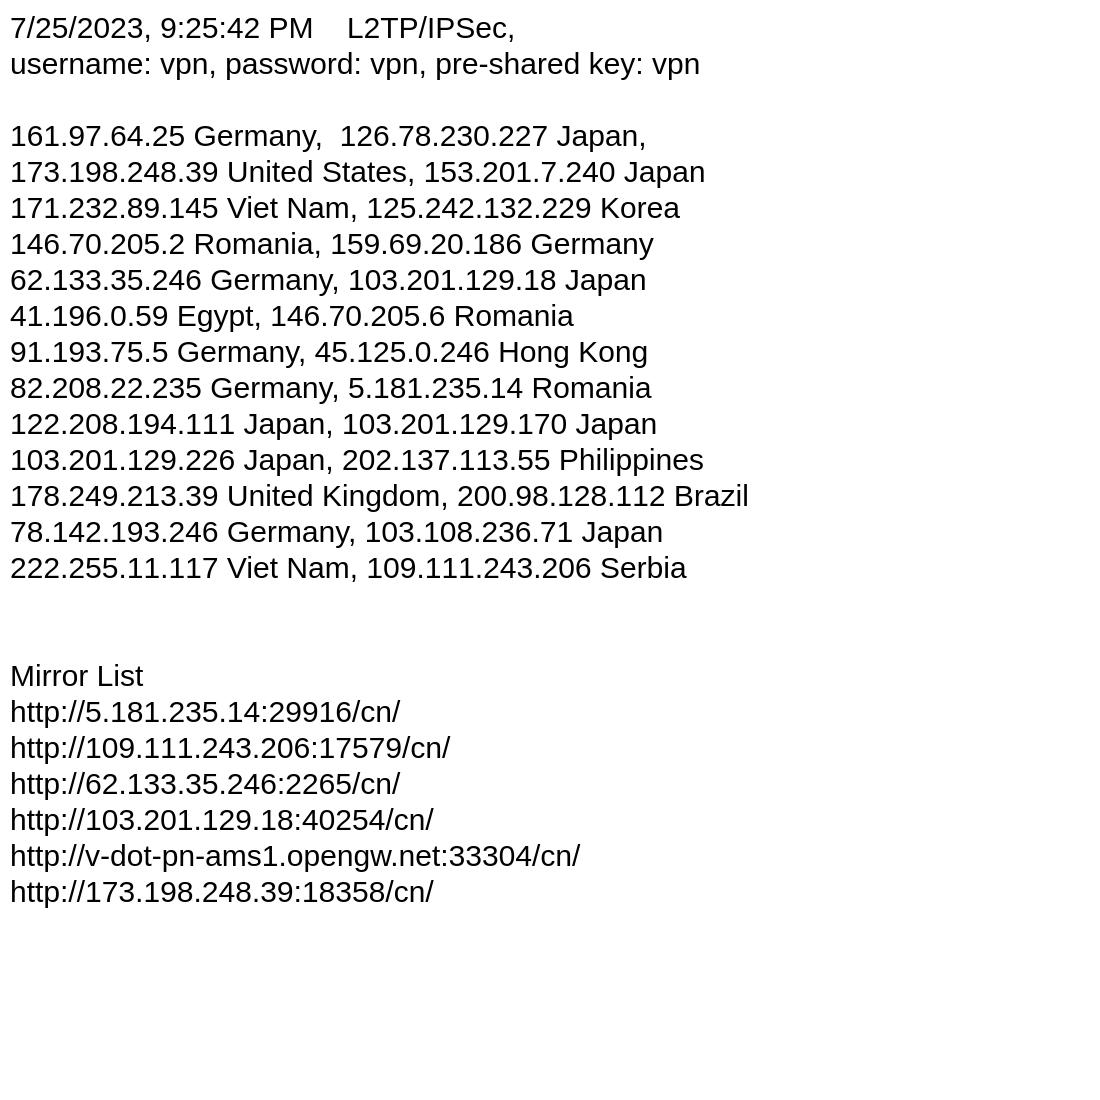 7/25/2023, 9:25:42 PM    L2TP/IPSec,
username: vpn, password: vpn, pre-shared key: vpn
161.97.64.25 Germany,  126.78.230.227 Japan,
173.198.248.39 United States, 153.201.7.240 Japan
171.232.89.145 Viet Nam, 125.242.132.229 Korea
146.70.205.2 Romania, 159.69.20.186 Germany
62.133.35.246 Germany, 103.201.129.18 Japan
41.196.0.59 Egypt, 146.70.205.6 Romania
91.193.75.5 Germany, 45.125.0.246 Hong Kong
82.208.22.235 Germany, 5.181.235.14 Romania
122.208.194.111 Japan, 103.201.129.170 Japan
103.201.129.226 Japan, 202.137.113.55 Philippines
178.249.213.39 United Kingdom, 200.98.128.112 Brazil
78.142.193.246 Germany, 103.108.236.71 Japan
222.255.11.117 Viet Nam, 109.111.243.206 Serbia
Mirror List
http://5.181.235.14:29916/cn/
http://109.111.243.206:17579/cn/
http://62.133.35.246:2265/cn/
http://103.201.129.18:40254/cn/
http://v-dot-pn-ams1.opengw.net:33304/cn/
http://173.198.248.39:18358/cn/